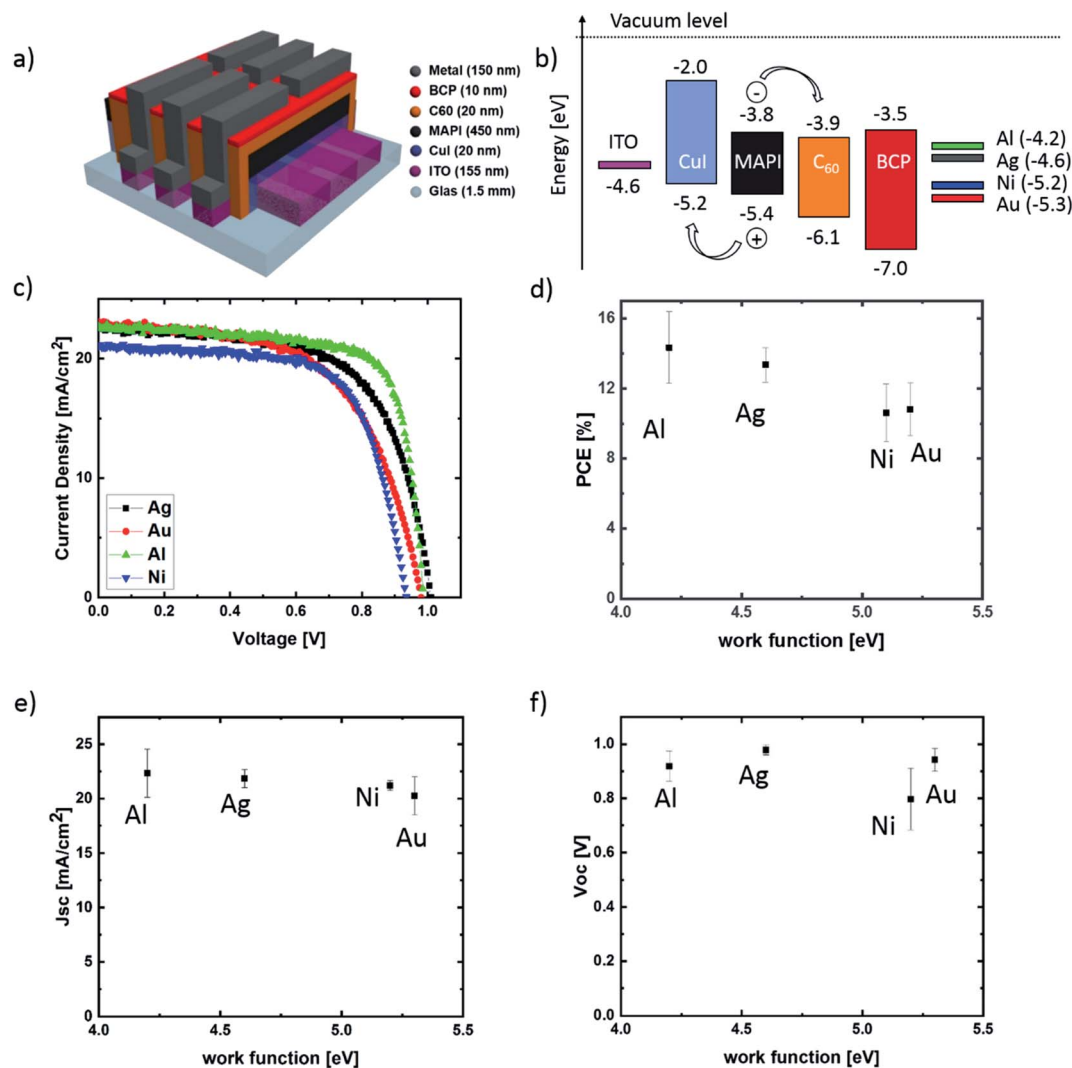 a)
Metal (150 nm)
BCP (10 nm)
C60 (20 nm)
MAPI (450 nm)
CuI (20 nm)
ITO (155 nm)
Glas (1.5 mm)
b)
Vacuum level
Energy [eV]
ITO
-4.6
-2.0
CuI
-5.2
-
-3.8
MAPI
-5.4
+
-3.9
C60
-6.1
-3.5
BCP
-7.0
Al (-4.2)
Ag (-4.6)
Ni (-5.2)
Au (-5.3)
c)
Current Density [mA/cm²]
20
10
0
Ag
Au
Al
Ni
0.0 0.2 0.4 0.6 0.8 1.0
Voltage [V]
d)
PCE [%]
16
12
8
4
0
Al
Ag
Ni
Au
4.0 4.5 5.0 5.5
work function [eV]
e)
Jsc [mA/cm²]
25
20
15
10
5
0
Al
Ag
Ni
Au
4.0 4.5 5.0 5.5
work function [eV]
f)
Voc [V]
1.0
0.8
0.6
0.4
0.2
0.0
Al
Ag
Ni
Au
4.0 4.5 5.0 5.5
work function [eV]